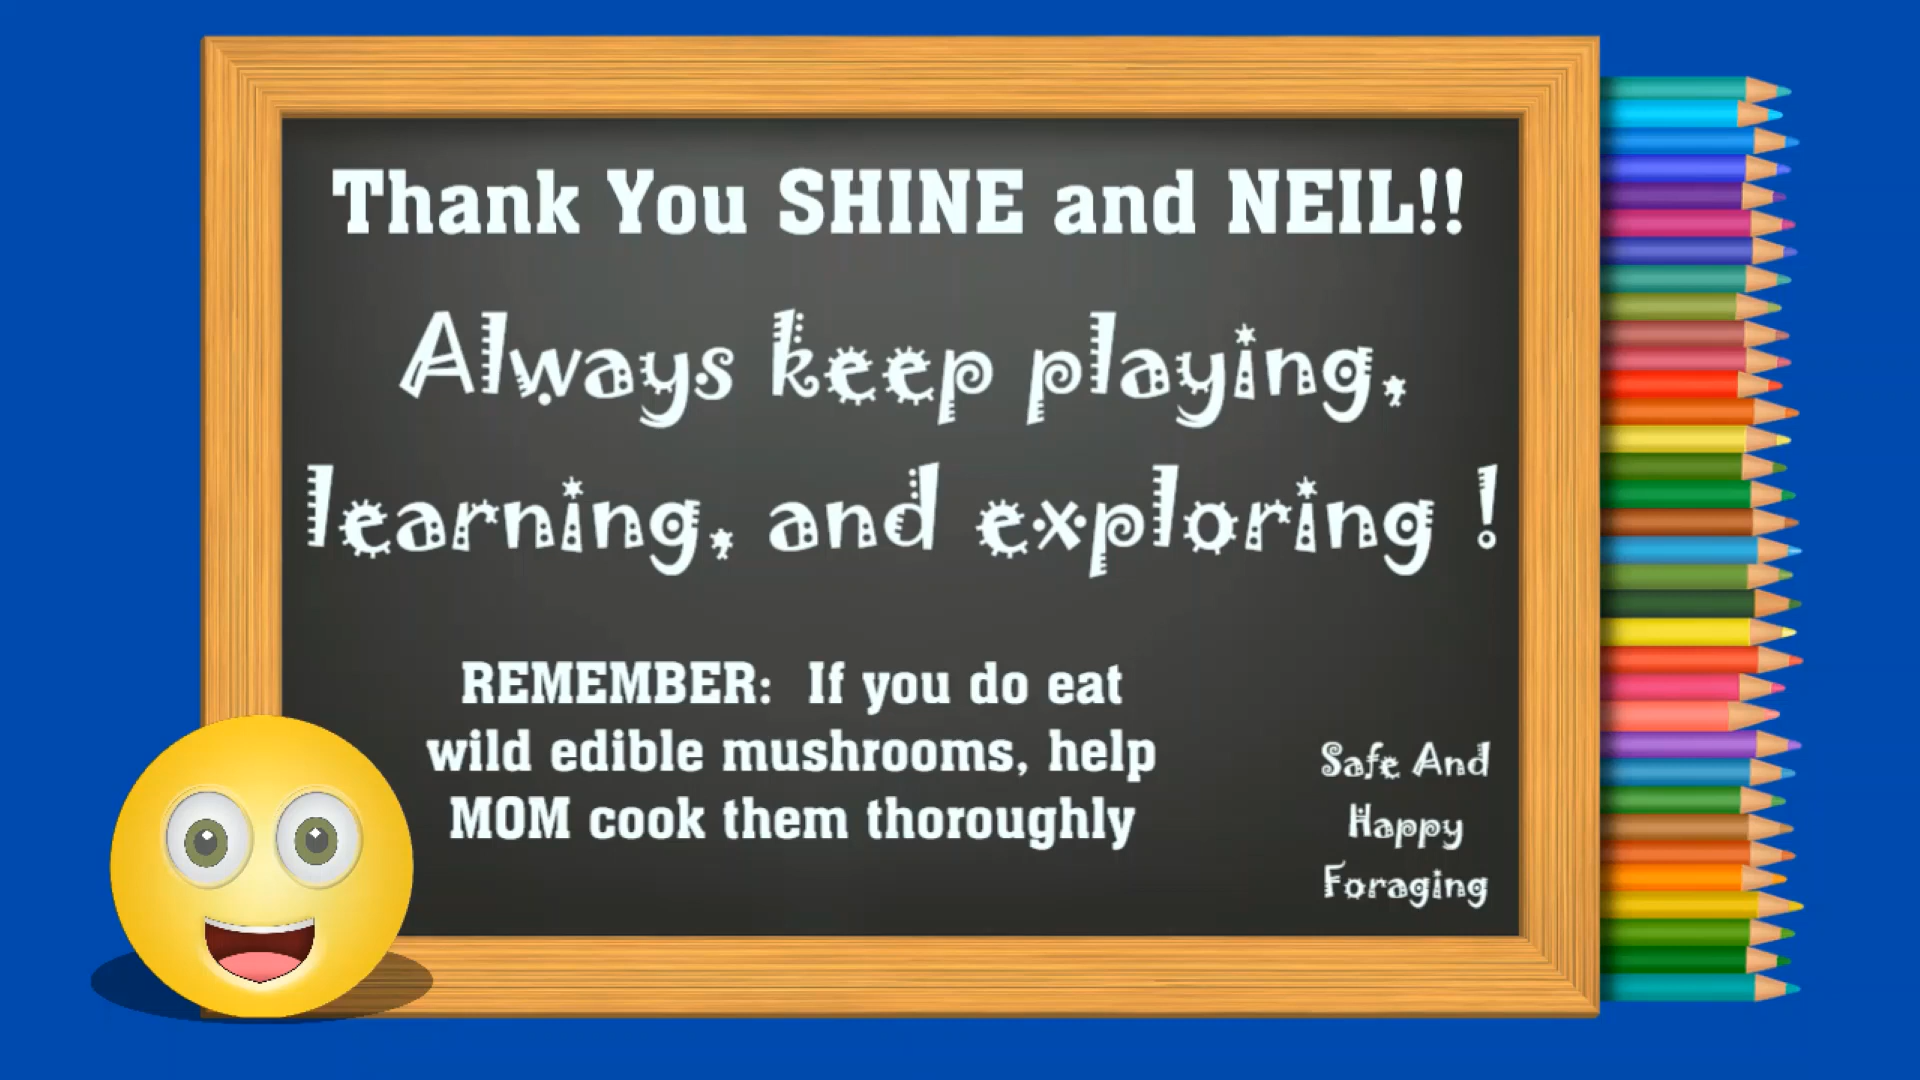 Thank You SHINE and NEIL!!
Always keep playing,
learning, and exploring !
REMEMBER: If you do eat
wild edible mushrooms, help
MOM cook them thoroughly
Safe And
Happy
Foraging